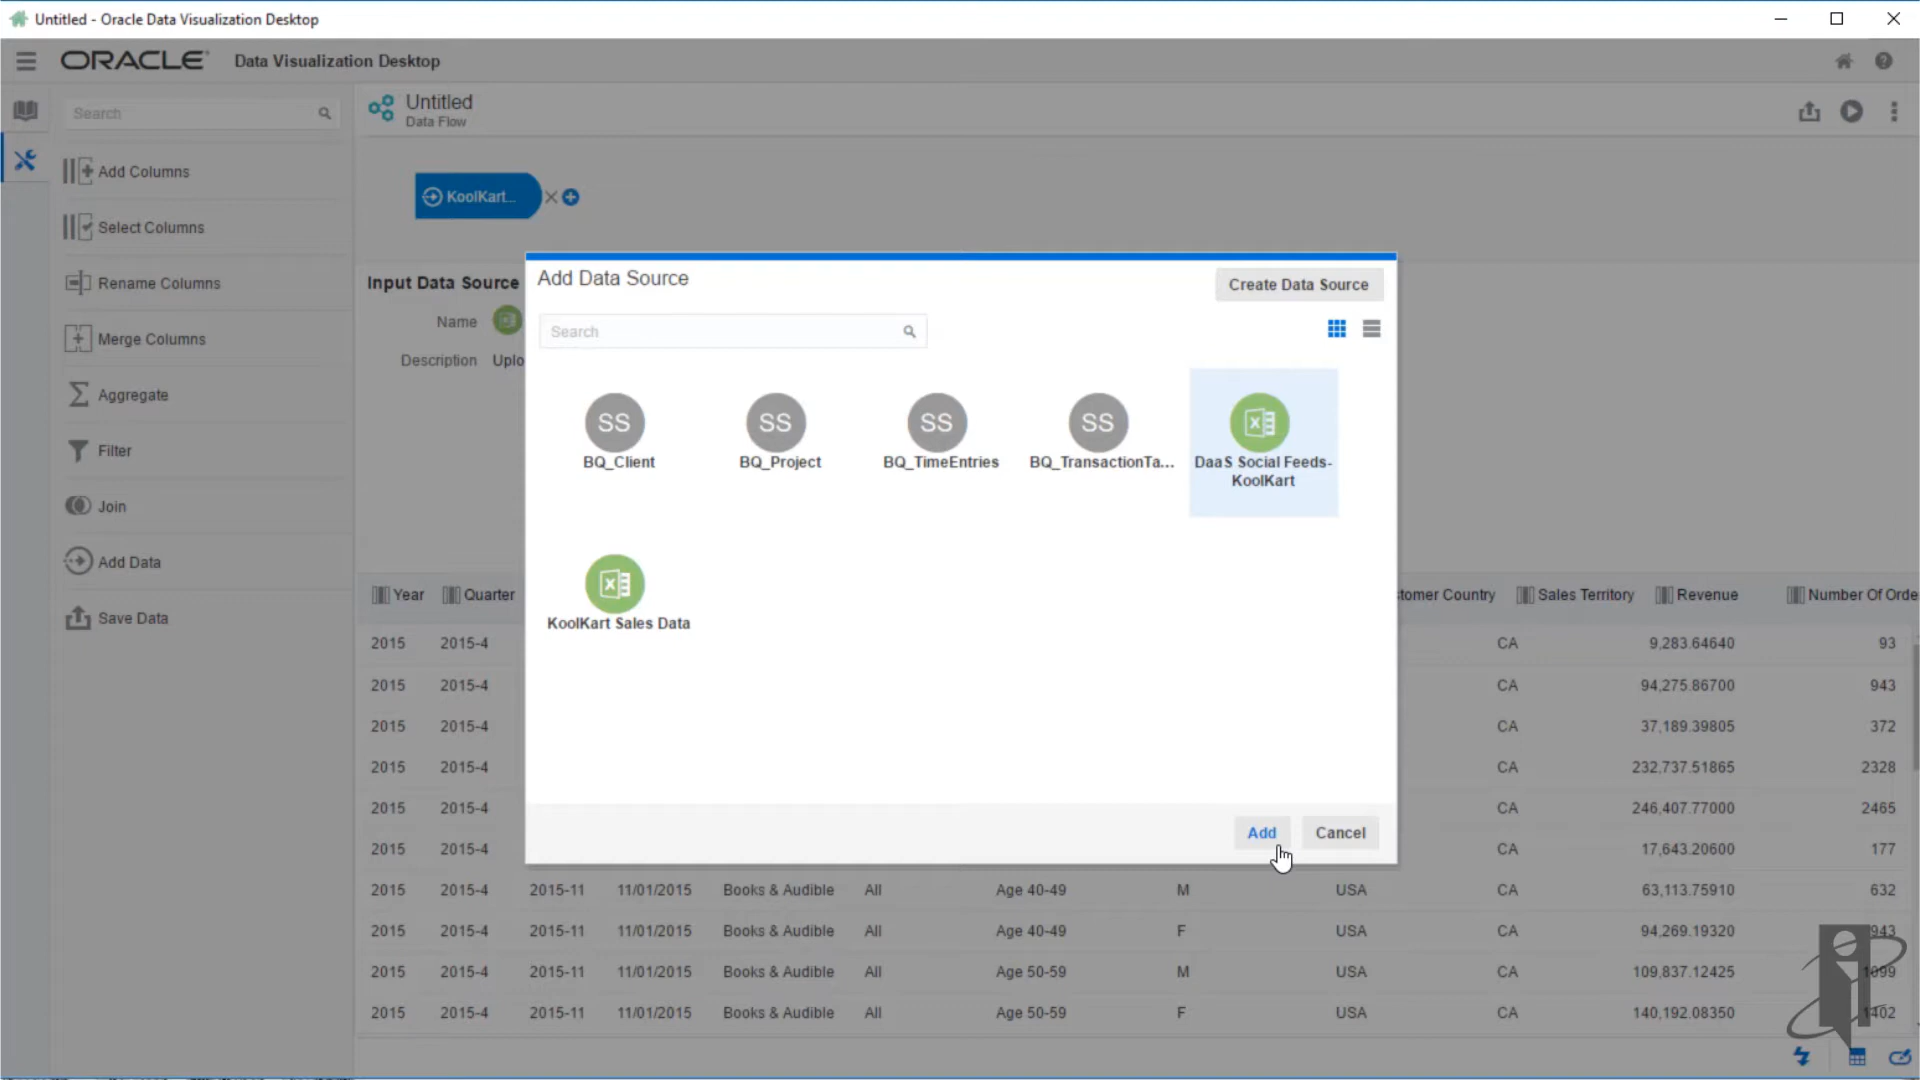 Untitled - Oracle Data Visualization Desktop
ORACLE® Data Visualization Desktop
Search
Untitled
Data Flow
Add Columns
Select Columns
Rename Columns
Merge Columns
Aggregate
Filter
Join
Add Data
Save Data
KoolKart...
Input Data Source
Name
Description Uplo
Add Data Source
Create Data Source
Search
SS SS SS SS
BQ_Client BQ_Project BQ_TimeEntries BQ_TransactionTa... DaaS Social Feeds-
KoolKart
KoolKart Sales Data
Add Cancel
Year Quarter tomer Country Sales Territory Revenue Number Of Orde
2015 2015-4 CA 9,283.64640 93
2015 2015-4 CA 94,275.86700 943
2015 2015-4 CA 37,189.39805 372
2015 2015-4 CA 232,737.51865 2328
2015 2015-4 CA 246,407.77000 2465
2015 2015-4 CA 17,643.20600 177
2015 2015-4 2015-11 11/01/2015 Books & Audible All Age 40-49 M USA CA 63,113.75910 632
2015 2015-4 2015-11 11/01/2015 Books & Audible All Age 40-49 F USA CA 94,269.19320 943
2015 2015-4 2015-11 11/01/2015 Books & Audible All Age 50-59 M USA CA 109,837.12425 1099
2015 2015-4 2015-11 11/01/2015 Books & Audible All Age 50-59 F USA CA 140,192.08350 1402